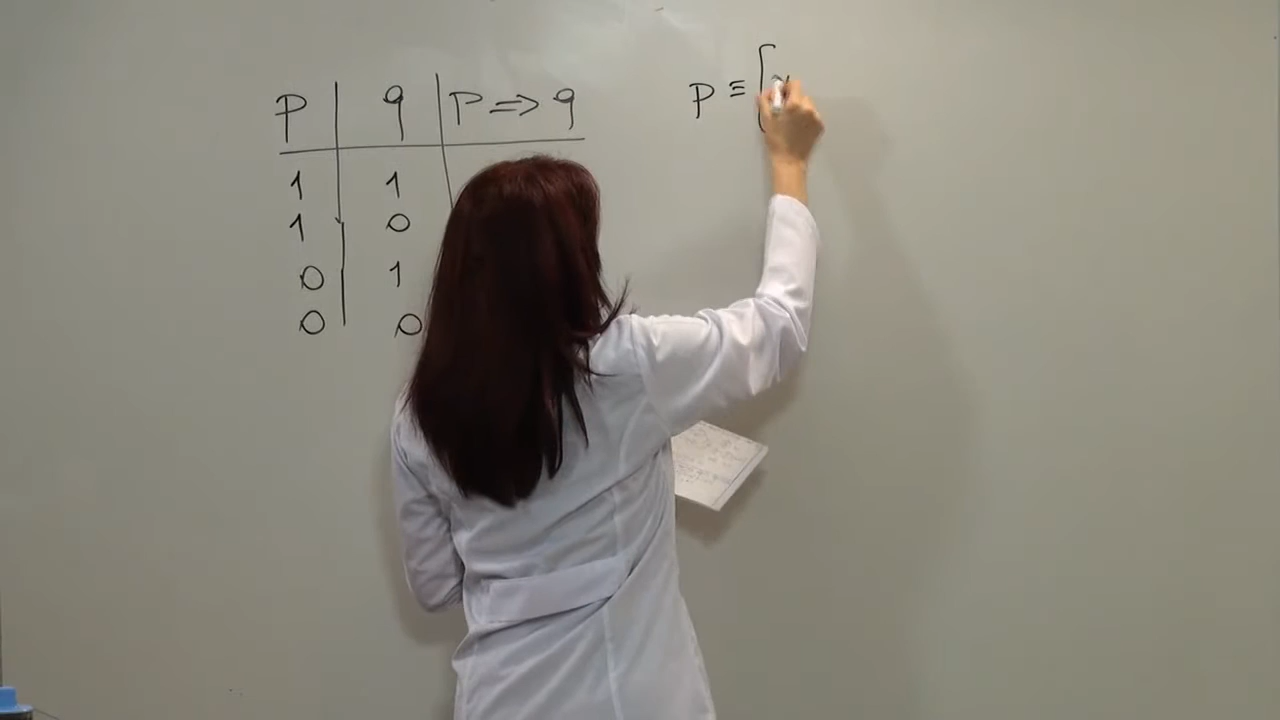 p q p => q
1 1
1 0
0 1
0 0
p ≡ [